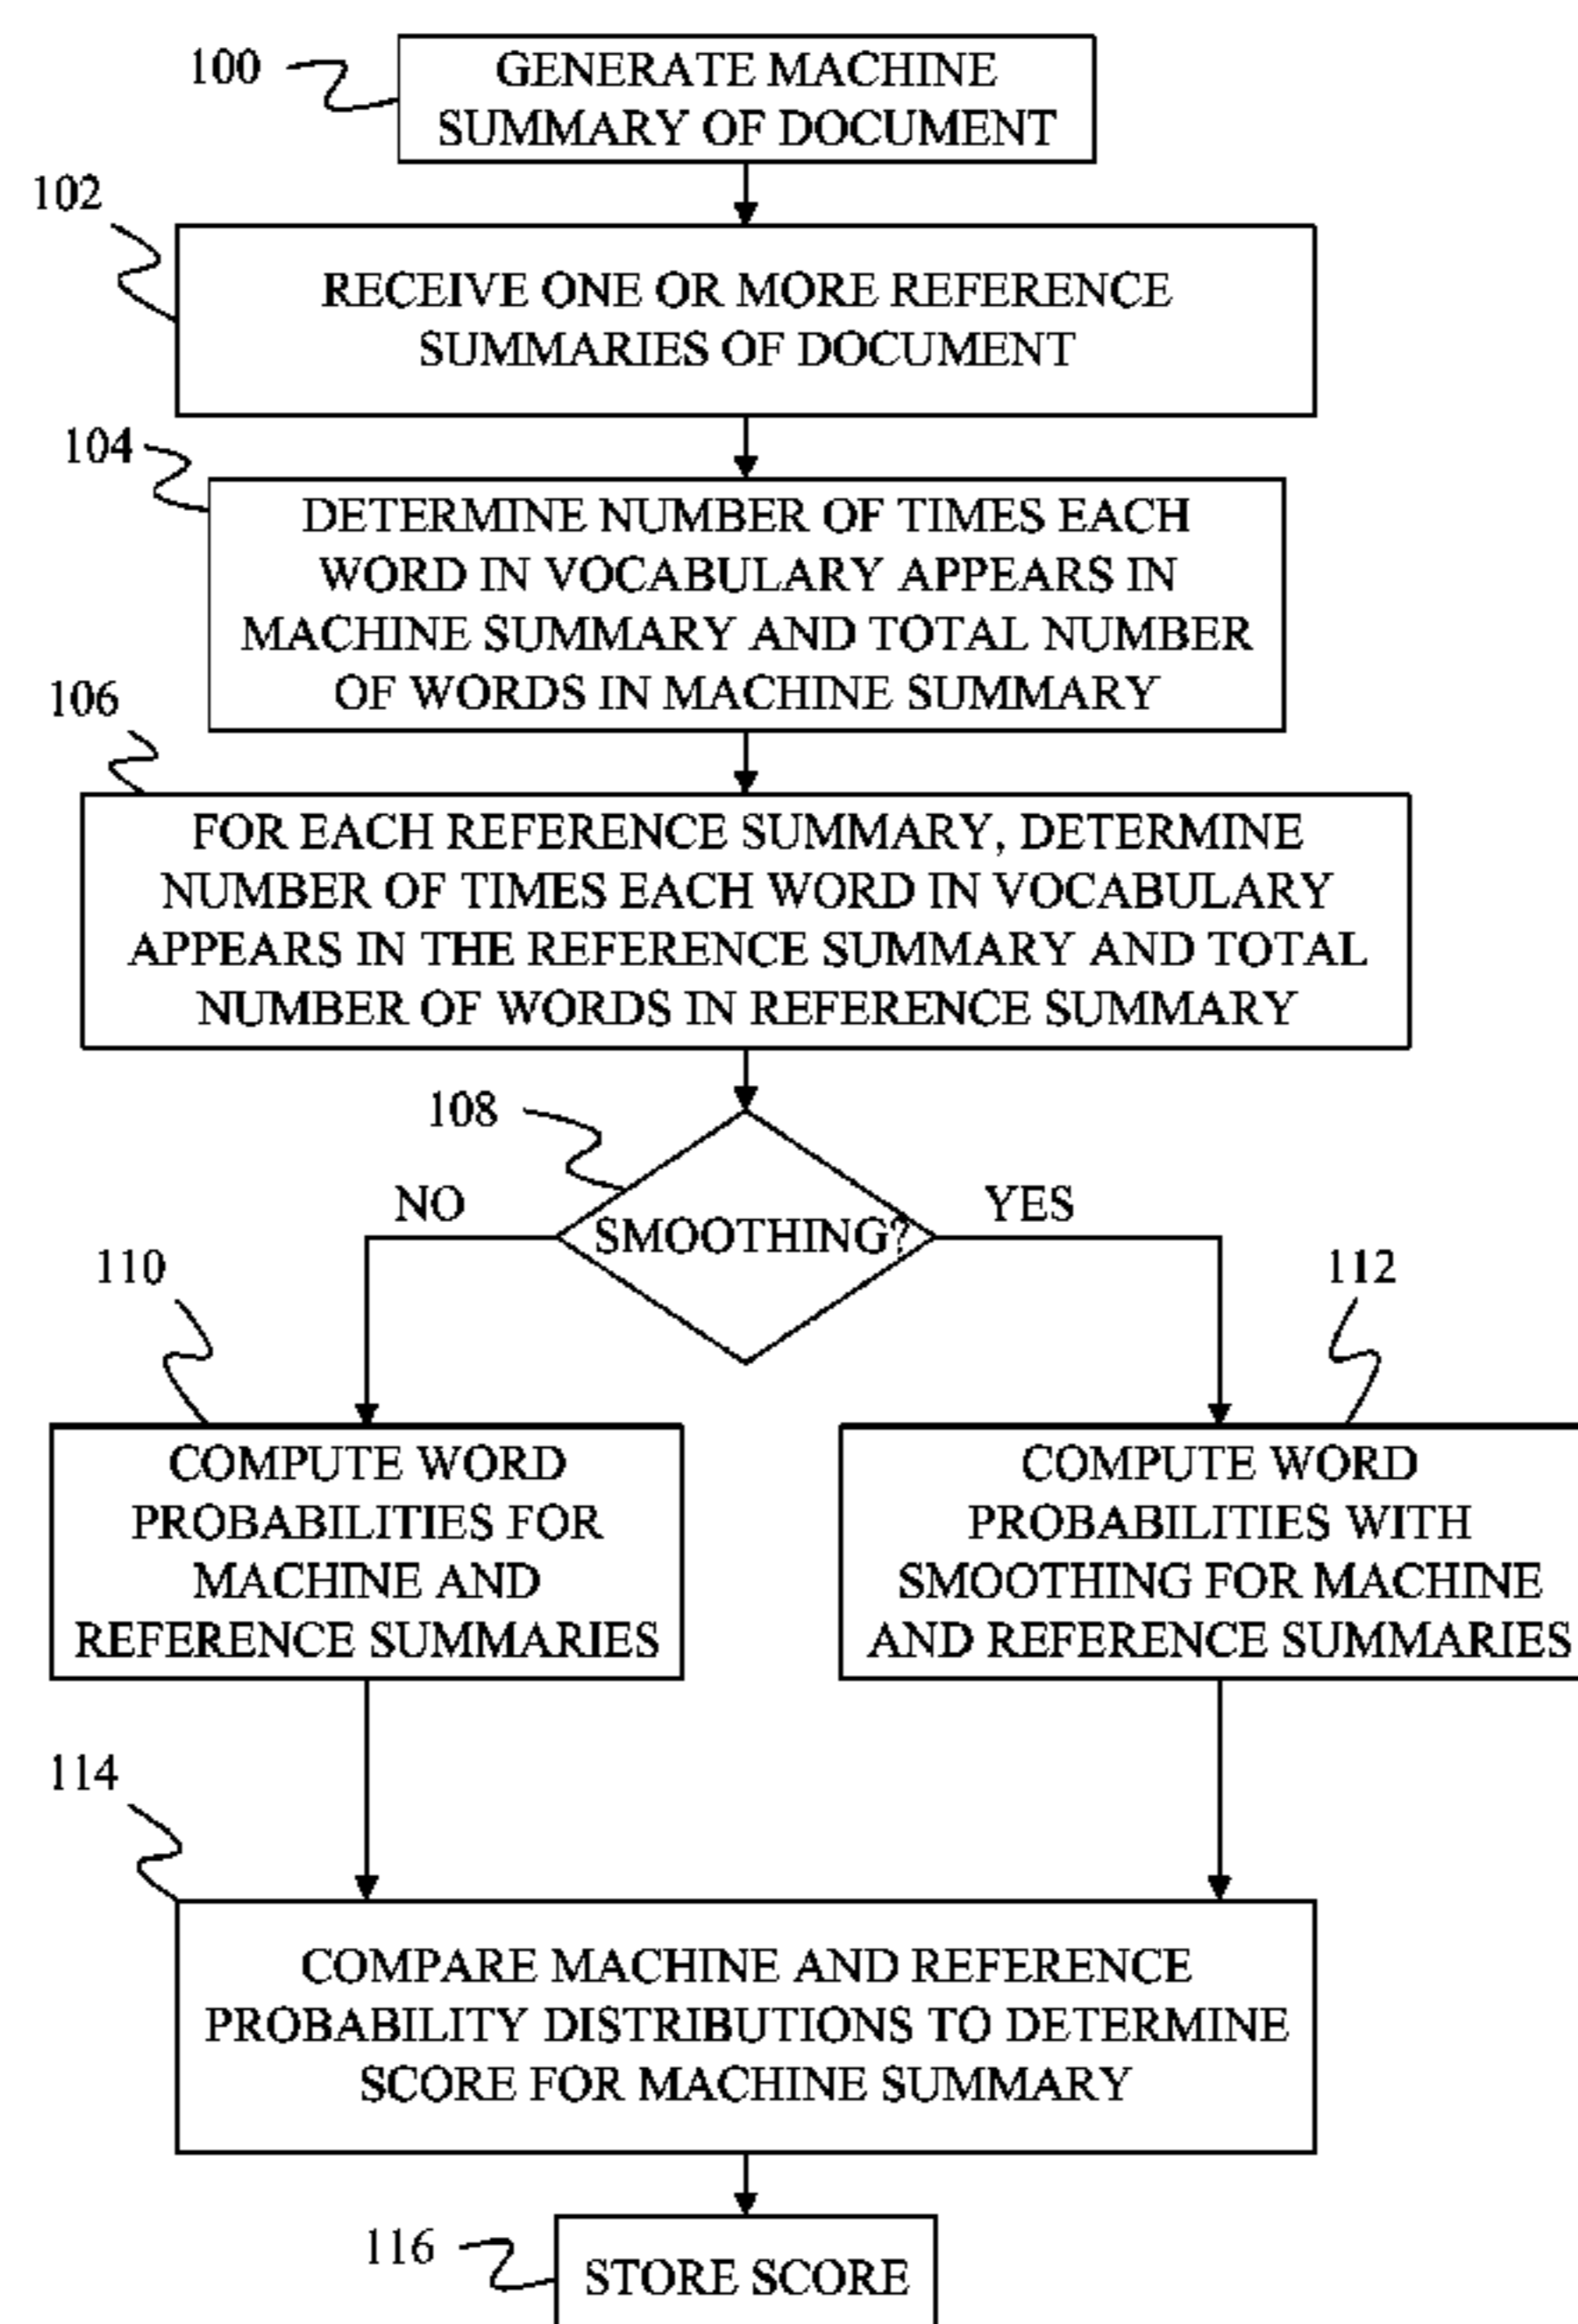 100
GENERATE MACHINE
SUMMARY OF DOCUMENT
102
RECEIVE ONE OR MORE REFERENCE
SUMMARIES OF DOCUMENT
104
DETERMINE NUMBER OF TIMES EACH
WORD IN VOCABULARY APPEARS IN
MACHINE SUMMARY AND TOTAL NUMBER
OF WORDS IN MACHINE SUMMARY
106
FOR EACH REFERENCE SUMMARY, DETERMINE
NUMBER OF TIMES EACH WORD IN VOCABULARY
APPEARS IN THE REFERENCE SUMMARY AND TOTAL
NUMBER OF WORDS IN REFERENCE SUMMARY
108
NO
SMOOTHING?
YES
110
COMPUTE WORD
PROBABILITIES FOR
MACHINE AND
REFERENCE SUMMARIES
112
COMPUTE WORD
PROBABILITIES WITH
SMOOTHING FOR MACHINE
AND REFERENCE SUMMARIES
114
COMPARE MACHINE AND REFERENCE
PROBABILITY DISTRIBUTIONS TO DETERMINE
SCORE FOR MACHINE SUMMARY
116
STORE SCORE